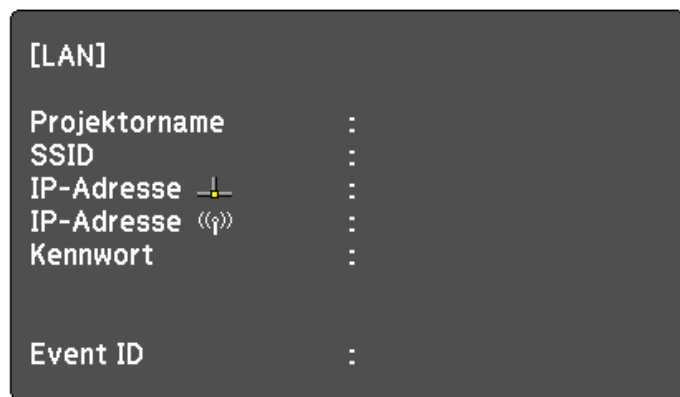 [LAN]
Projektorname :
SSID :
IP-Adresse :
IP-Adresse :
Kennwort :
Event ID :